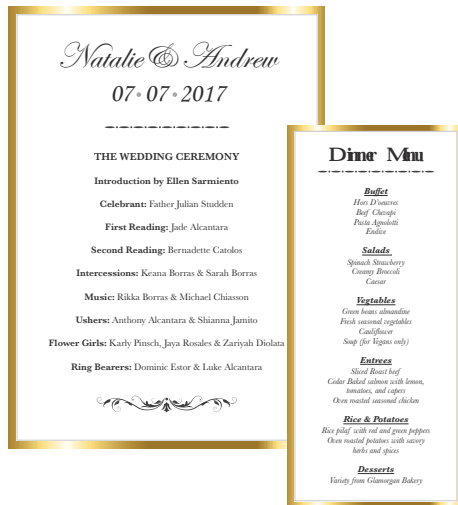 Natalie & Andrew
07•07•2017
THE WEDDING CEREMONY
Introduction by Ellen Sarmiento
Celebrant: Father Julian Studden
First Reading: Jade Alcantara
Second Reading: Bernadette Catolos
Intercessions: Keana Borras & Sarah Borras
Music: Rikka Borras & Michael Chiasson
Ushers: Anthony Alcantara & Shianna Jamito
Flower Girls: Karly Pinsch, Jaya Rosales & Zariyah Diolata
Ring Bearers: Dominic Estor & Luke Alcantara
Dinner Menu
Buffet
Hors D'oeuvres
Beef Chevapi
Pasta Agnolotti
Endive
Salads
Spinach Strawberry
Creamy Broccoli
Caesar
Vegtables
Green beans almandine
Fresh seasonal vegetables
Cauliflower
Soup (for Vegans only)
Entrees
Sliced Roast beef
Cedar Baked salmon with lemon,
tomatoes, and capers
Oven roasted seasoned chicken
Rice & Potatoes
Rice pilaf with red and green peppers
Oven roasted potatoes with savory
herbs and spices
Desserts
Variety from Glamorgan Bakery